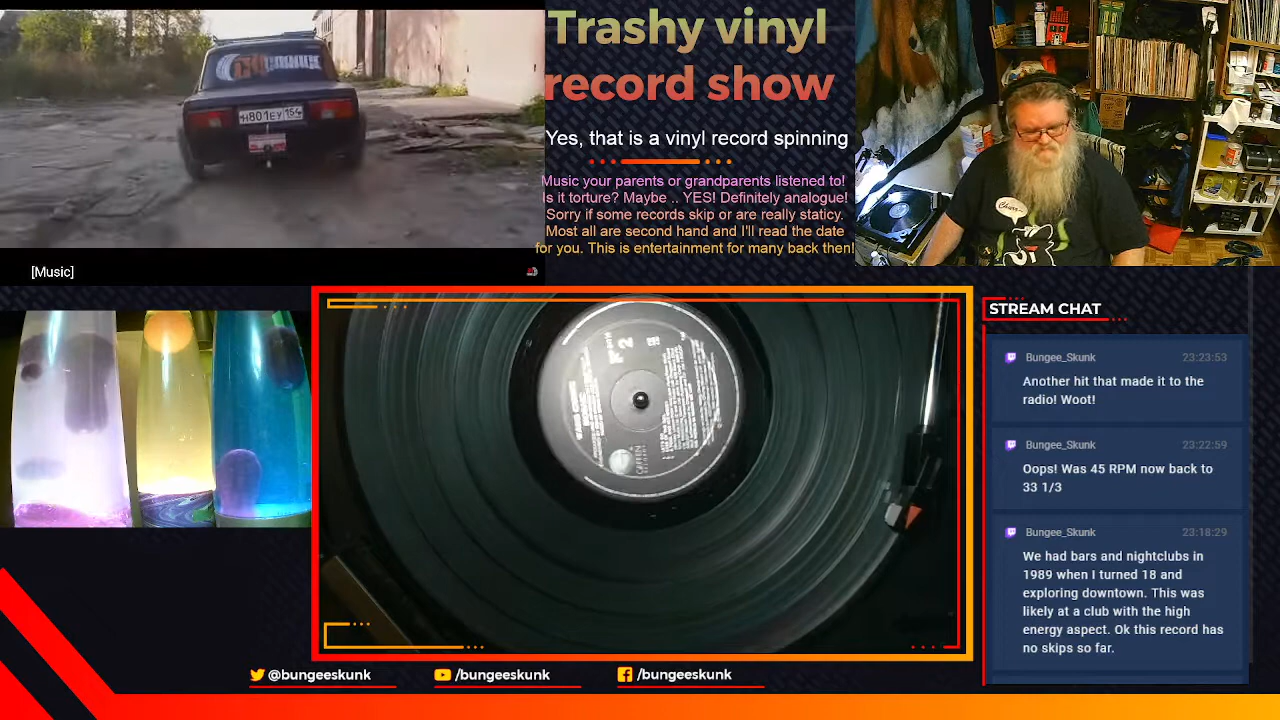 Н801ЕУ 164
[Music]
Trashy vinyl
record show
Yes, that is a vinyl record spinning
Music your parents or grandparents listened to!
Is it torture? Maybe .. YES! Definitely analogue!
Sorry if some records skip or are really staticy.
Most all are second hand and I'll read the date
for you. This is entertainment for many back then!
STREAM CHAT
Bungee_Skunk 23:23:53
Another hit that made it to the
radio! Woot!
Bungee_Skunk 23:22:59
Oops! Was 45 RPM now back to
33 1/3
Bungee_Skunk 23:18:29
We had bars and nightclubs in
1989 when I turned 18 and
exploring downtown. This was
likely at a club with the high
energy aspect. Ok this record has
no skips so far.
@bungeeskunk
/bungeeskunk
/bungeeskunk